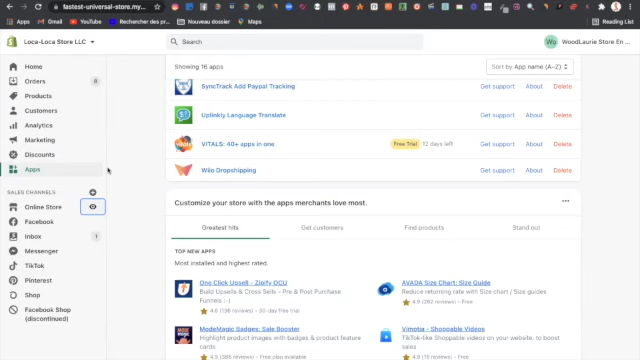 fastest-universal-store.my...
Apps
Gmail
YouTube
Rechercher des pr...
Nouveau dossier
Maps
Reading List
Loca-Loca Store LLC
Search
Wo
WoodLaurie Store En ...
Home
Orders
Products
Customers
Analytics
Marketing
Discounts
Apps
SALES CHANNELS
Online Store
Facebook
Inbox 1
Messenger
TikTok
Pinterest
Shop
Facebook Shop
(discontinued)
Showing 16 apps
Sort by App name (A–Z)
SyncTrack Add Paypal Tracking Get support About Delete
Uplinkly Language Translate Get support About Delete
VITALS: 40+ apps in one Free Trial 12 days left Get support About Delete
Wiio Dropshipping Get support About Delete
Customize your store with the apps merchants love most.
Greatest hits Get customers Find products Stand out
TOP NEW APPS
Most installed and highest rated.
One Click Upsell - Zipify OCU
Build Upsells & Cross Sells - Pre & Post Purchase
Funnels :-)
4.6 (136 reviews) • 30-day free trial
AVADA Size Chart: Size Guide
Reduce returning rate with Size chart / Size guides
4.9 (262 reviews) • Free
ModeMagic Badges: Sale Booster
Highlight product images with badges & product feature
cards
4.9 (386 reviews) • Free plan available
Vimptia - Shoppable Videos
TikTok-like Shoppable videos on your website, to
boost sales
4.9 (15 reviews) • Free